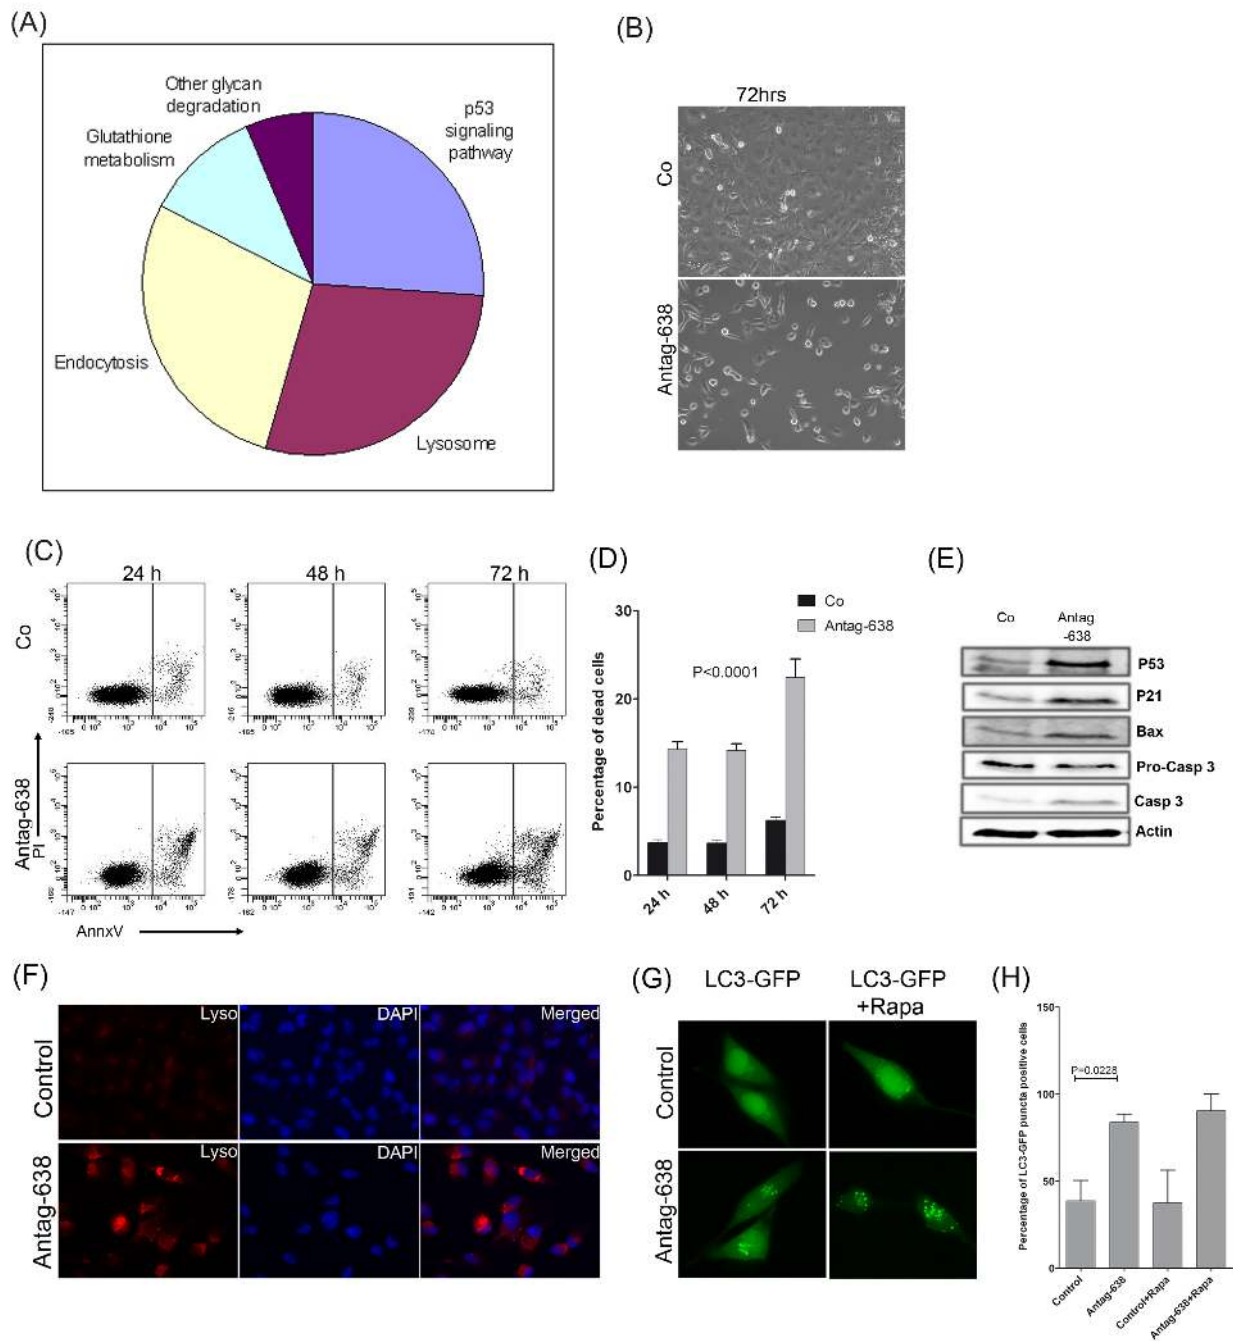 (A)
Other glycan
degradation
p53
signaling
pathway
Glutathione
metabolism
Endocytosis
Lysosome
(B)
72hrs
Co
Antag-638
(C)
24 h
48 h
72 h
Co
Antag-638
PI
AnnxV
(D)
Co
Antag-638
P<0.0001
Percentage of dead cells
30
20
10
0
24 h
48 h
72 h
(E)
Co
Antag
-638
P53
P21
Bax
Pro-Casp 3
Casp 3
Actin
(F)
Control
Lyso
DAPI
Merged
Antag-638
Lyso
DAPI
Merged
(G)
LC3-GFP
LC3-GFP
+Rapa
Control
Antag-638
(H)
Percentage of LC3-GFP puncta positive cells
150
100
50
0
P=0.0228
Control
Antag-638
Control+Rapa
Antag-638+Rapa